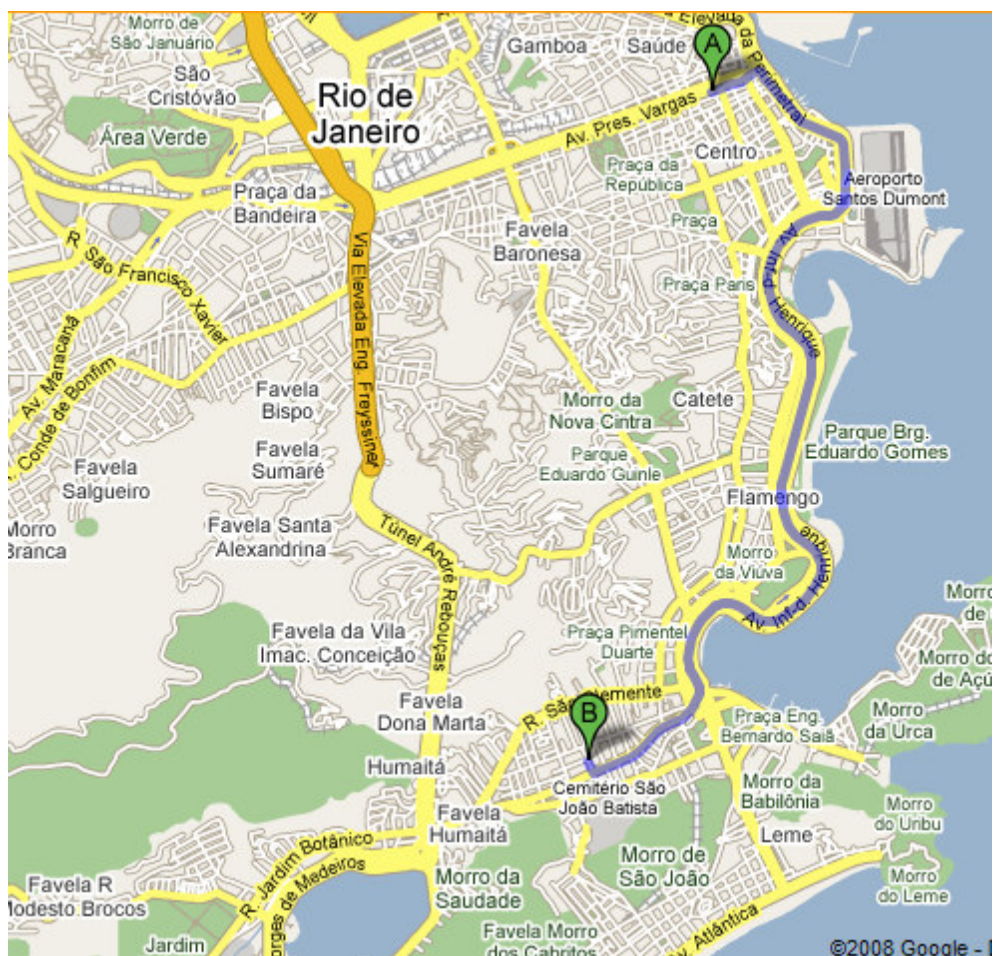 Morro de
São Januário
Gamboa
Saúde
A
Elevada da Perimetral
São
Cristóvão
Rio de
Janeiro
Área Verde
Av. Pres. Vargas
Centro
Praça da
República
Aeroporto
Santos Dumont
Praça da
Bandeira
Praça
Favela
Baronesa
R. São Francisco Xavier
Via Elevada Eng. Freyssinet
Praça Paris
Av. Inf-d. Henrique
Av. Maracanã
Conde de Bonfim
Favela
Bispo
Morro da
Nova Cintra
Catete
Favela
Sumaré
Parque
Eduardo Guinle
Parque Brg.
Eduardo Gomes
Favela
Salgueiro
Flamengo
Morro
Branca
Favela Santa
Alexandrina
Túnel André Rebouças
Morro
da Viúva
Av. Inf-d. Henrique
Favela da Vila
Imac. Conceição
Praça Pimentel
Duarte
Morro
de
Morro do
de Açú
Favela
Dona Marta
R. São Clemente
B
Praça Eng.
Bernardo Saiã
Morro
da Urca
Humaitá
Cemitério São
João Batista
Morro da
Babilônia
Morro
do Uribu
Favela
Humaitá
Leme
R. Jardim Botânico
orges de Medeiros
Morro da
Saudade
Morro de
São João
Morro
do Leme
Favela R
Modesto Brocos
Jardim
Favela Morro
dos Cabritos
Av. Atlântica
©2008 Google -